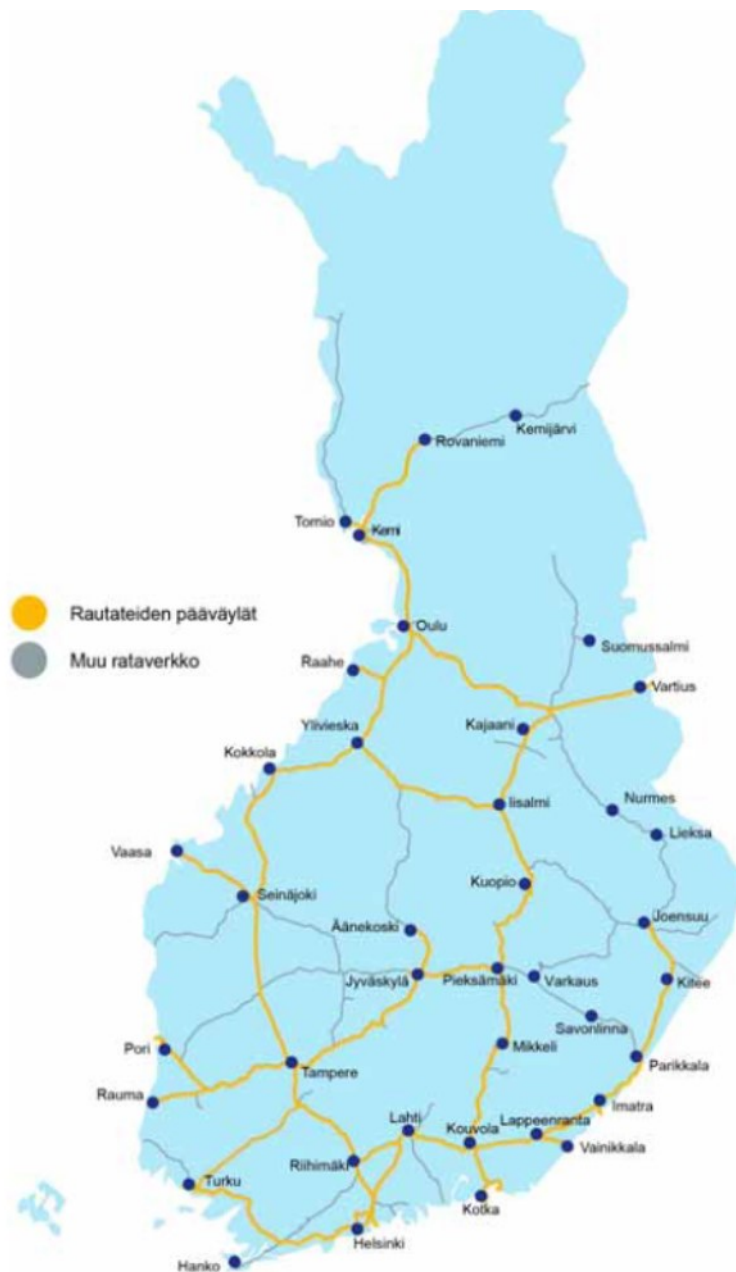 Rovaniemi
Kemijärvi
Tornio
Kemi
Rautateiden pääväylät
Oulu
Suomussalmi
Muu rataverkko
Raahe
Vartius
Ylivieska
Kajaani
Kokkola
Iisalmi
Nurmes
Lieksa
Vaasa
Kuopio
Seinäjoki
Joensuu
Äänekoski
Jyväskylä
Pieksämäki
Varkaus
Kitee
Savonlinna
Pori
Mikkeli
Parikkala
Tampere
Rauma
Imatra
Lahti
Lappeenranta
Kouvola
Vainikkala
Riihimäki
Turku
Kotka
Helsinki
Hanko